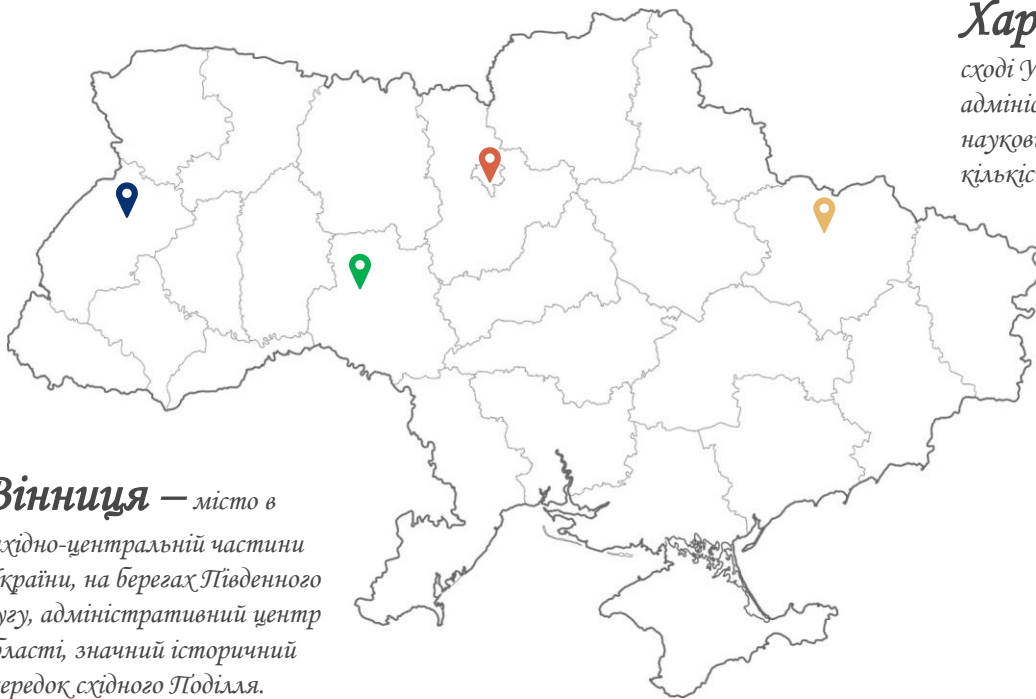 Хар
сході У
адмініс
науков
кількіс
Вінниця – місто в
ахідно-центральній частини
країни, на берегах Південного
угу, адміністративний центр
бласті, значний історичний
ередок східного Поділля.